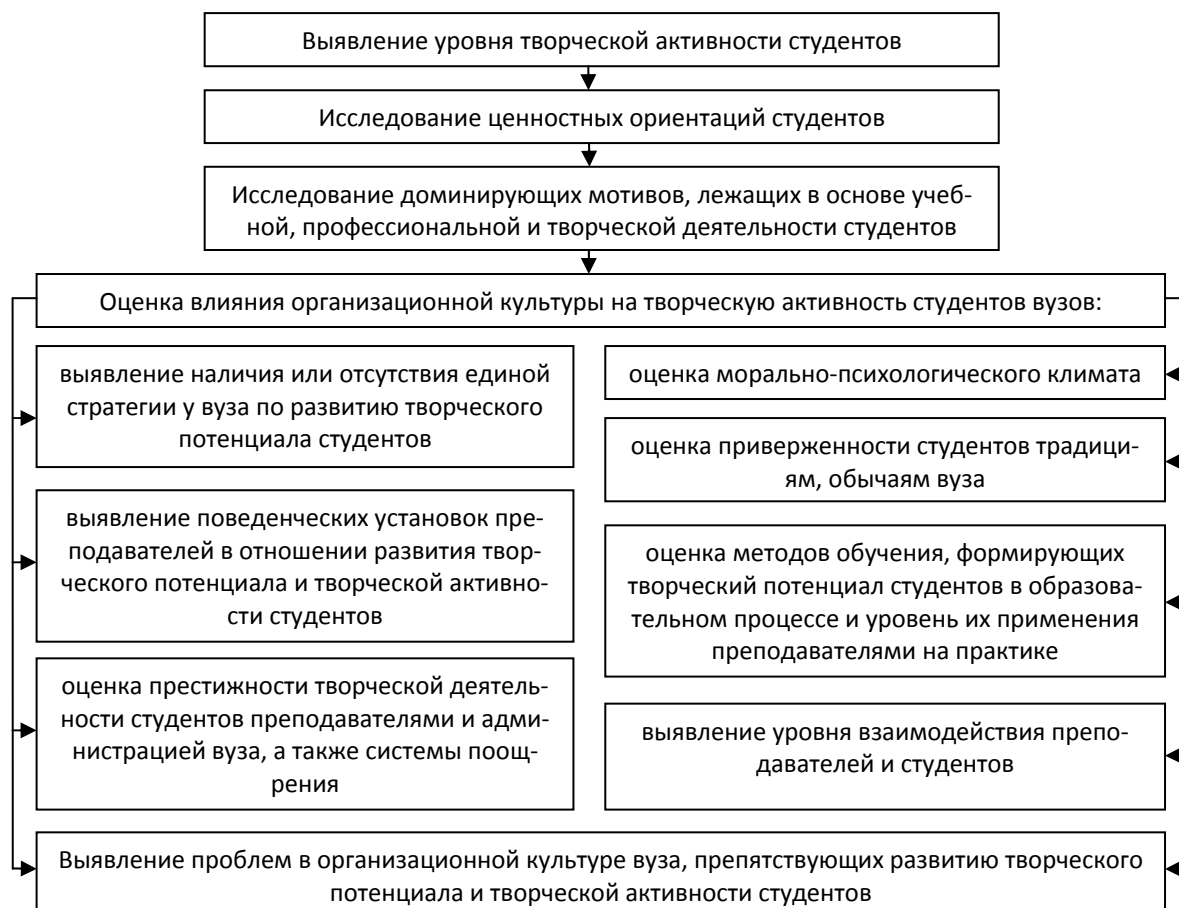 Выявление уровня творческой активности студентов
Исследование ценностных ориентаций студентов
Исследование доминирующих мотивов, лежащих в основе учеб-
ной, профессиональной и творческой деятельности студентов
Оценка влияния организационной культуры на творческую активность студентов вузов:
выявление наличия или отсутствия единой
стратегии у вуза по развитию творческого
потенциала студентов
выявление поведенческих установок пре-
подавателей в отношении развития твор-
ческого потенциала и творческой активно-
сти студентов
оценка престижности творческой деятель-
ности студентов преподавателями и адми-
нистрацией вуза, а также системы поощ-
рения
оценка морально-психологического климата
оценка приверженности студентов традици-
ям, обычаям вуза
оценка методов обучения, формирующих
творческий потенциал студентов в образова-
тельном процессе и уровень их применения
преподавателями на практике
выявление уровня взаимодействия препо-
давателей и студентов
Выявление проблем в организационной культуре вуза, препятствующих развитию творческого
потенциала и творческой активности студентов